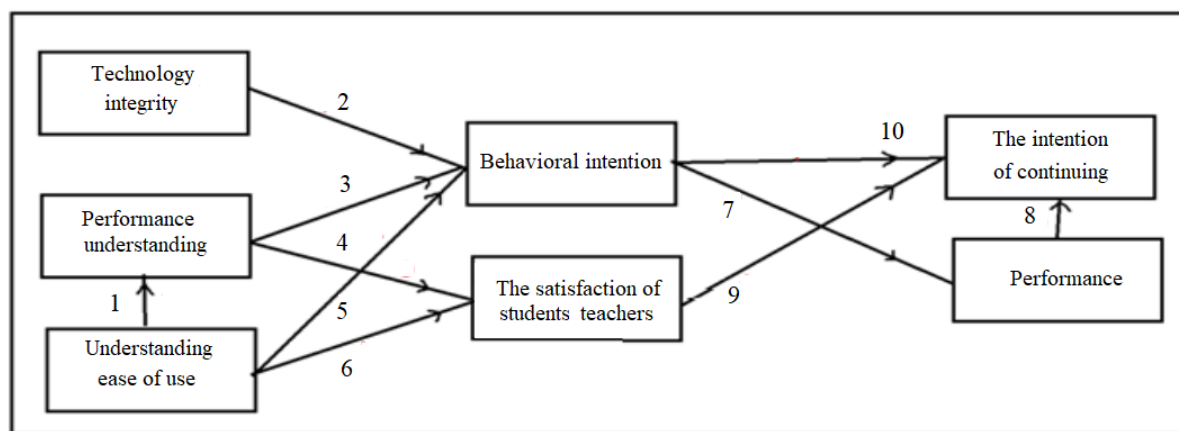 Technology
integrity
2
10
Behavioral intention
The intention
of continuing
3
Performance
understanding
4
7
8
1
5
The satisfaction of
students teachers
9
Performance
Understanding
ease of use
6